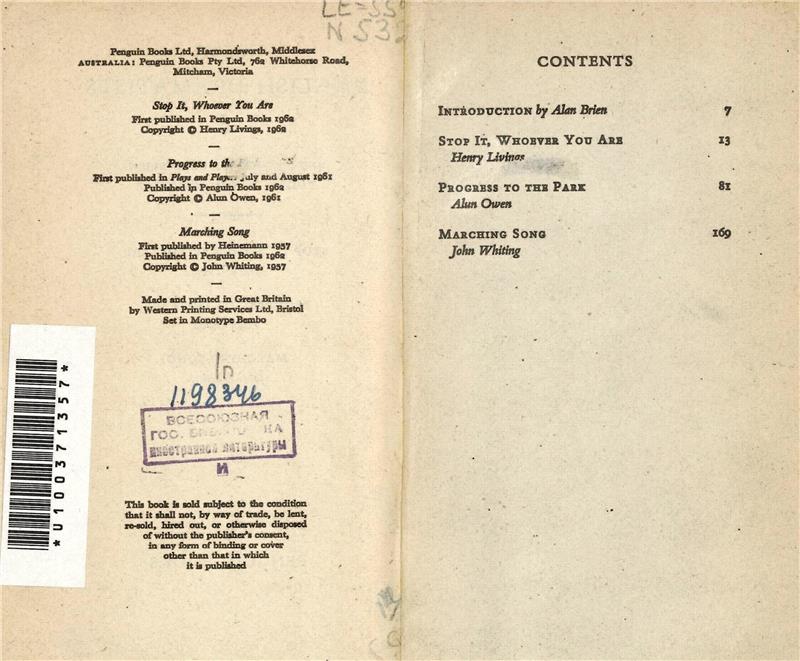 LE=55
N 532
Penguin Books Ltd, Harmondsworth, Middlesex
AUSTRALIA: Penguin Books Pty Ltd, 762 Whitehorse Road,
Mitcham, Victoria
Stop It, Whoever You Are
First published in Penguin Books 1962
Copyright © Henry Livings, 1962
Progress to the
First published in Plays and Players July and August 1961
Published in Penguin Books 1962
Copyright © Alun Owen, 1961
Marching Song
First published by Heinemann 1957
Published in Penguin Books 1962
Copyright © John Whiting, 1957
Made and printed in Great Britain
by Western Printing Services Ltd, Bristol
Set in Monotype Bembo
In
1198346
ВСЕСОЮЗНАЯ
ГОС.
иностранной литературы
И
*U100371357*
This book is sold subject to the condition
that it shall not, by way of trade, be lent,
re-sold, hired out, or otherwise disposed
of without the publisher's consent,
in any form of binding or cover
other than that in which
it is published
CONTENTS
INTRODUCTION by Alan Brien 7
STOP IT, WHOEVER YOU ARE 13
Henry Livings
PROGRESS TO THE PARK 81
Alun Owen
MARCHING SONG 169
John Whiting